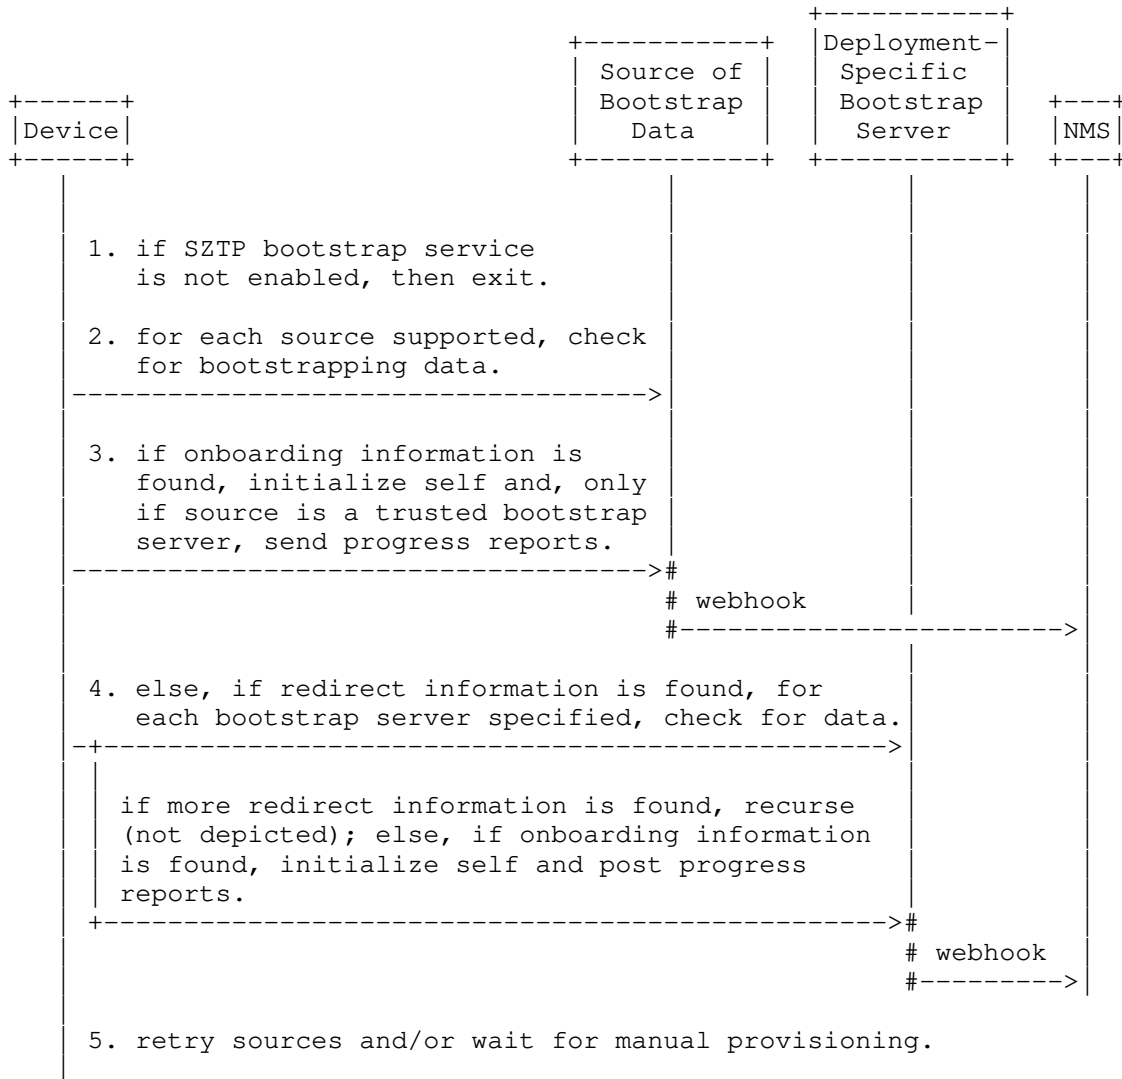 Deployment-
Source of Specific
Bootstrap Bootstrap
Device Data Server NMS
1. if SZTP bootstrap service
is not enabled, then exit.
2. for each source supported, check
for bootstrapping data.
3. if onboarding information is
found, initialize self and, only
if source is a trusted bootstrap
server, send progress reports.
# webhook
4. else, if redirect information is found, for
each bootstrap server specified, check for data.
if more redirect information is found, recurse
(not depicted); else, if onboarding information
is found, initialize self and post progress
reports.
# webhook
5. retry sources and/or wait for manual provisioning.